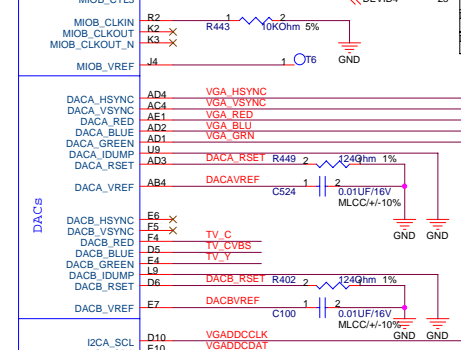 MIOB_CLKIN R2 1 2
R443 10KOhm 5%
MIOB_CLKOUT K2
MIOB_CLKOUT_N K3
GND
MIOB_VREF J4 1 T6
DACA_HSYNC AD4 VGA_HSYNC
DACA_VSYNC AC4 VGA_VSYNC
DACA_RED AE1 VGA_RED
DACA_BLUE AD2 VGA_BLU
DACA_GREEN AD1 VGA_GRN
DACA_IDUMP U9
DACA_RSET AD3 DACA_RSET R449 2 124Ohm 1%
DACA_VREF AB4 DACAVREF 1 2
C524 0.01UF/16V
MLCC/+/-10%
DACs
GND GND
DACB_HSYNC E6
DACB_VSYNC F5
DACB_RED F4 TV_C
DACB_BLUE D5 TV_CVBS
DACB_GREEN E4 TV_Y
DACB_IDUMP L9
DACB_RSET D6 DACB_RSET R402 2 124Ohm 1%
DACB_VREF E7 DACBVREF 1 2
C100 0.01UF/16V
MLCC/+/-10%
GND GND
I2CA_SCL D10 VGADDCCLK
E10 VGADDCDAT